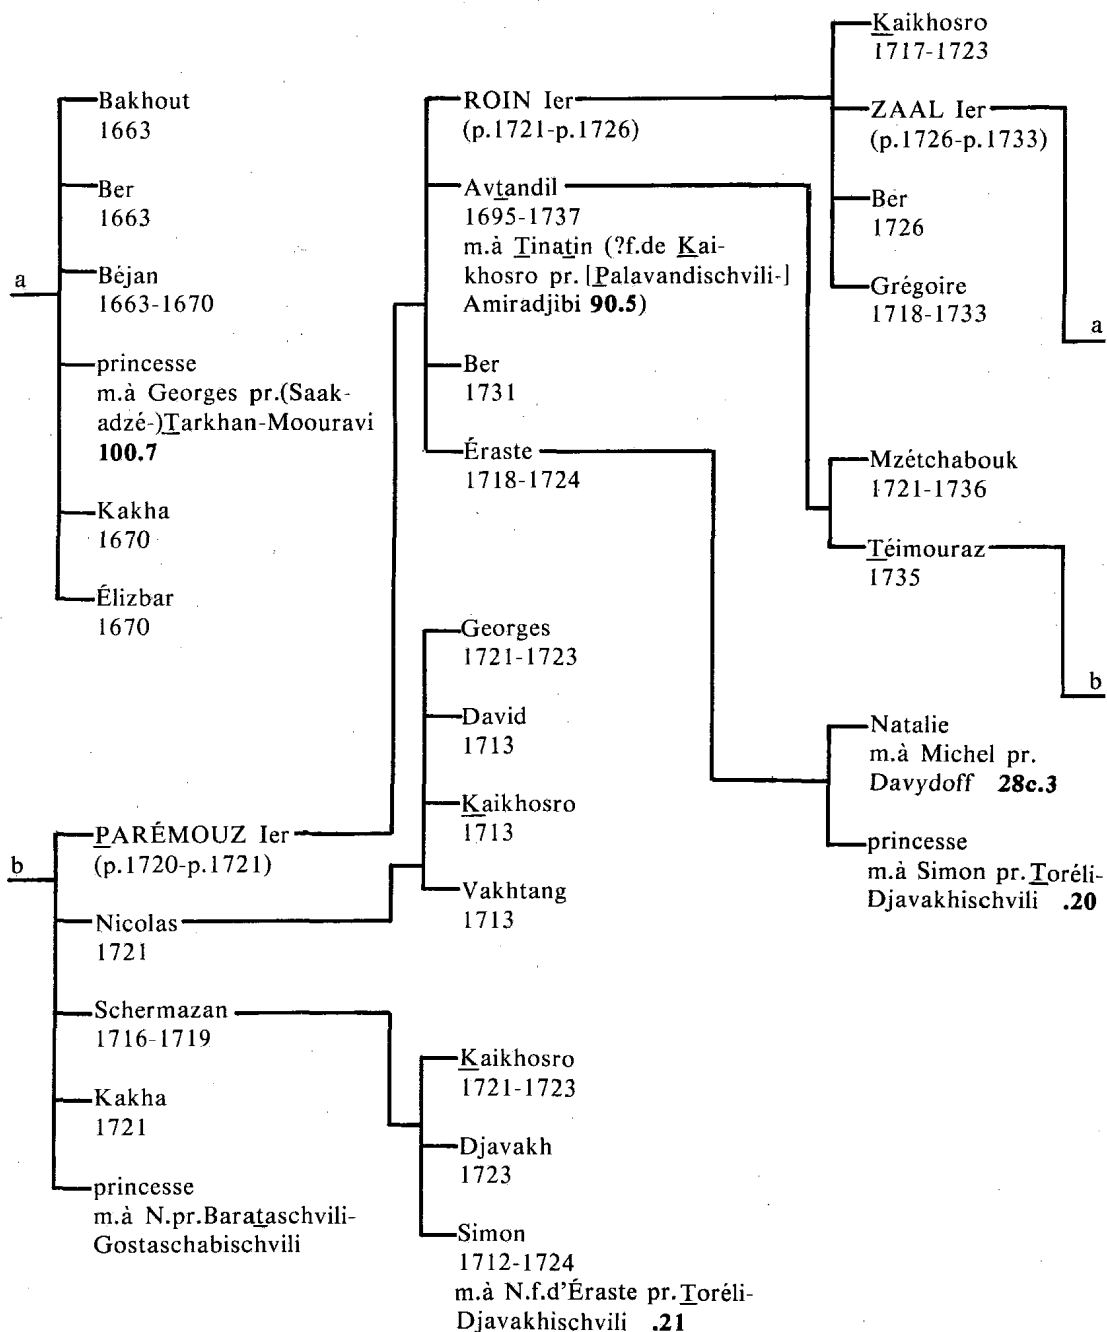 a
Bakhout
1663
Ber
1663
Béjan
1663-1670
princesse
m.à Georges pr.(Saak-
adzé-)Tarkhan-Moouravi
100.7
Kakha
1670
Élizbar
1670
b
PARÉMOUZ Ier
(p.1720-p.1721)
Nicolas
1721
Schermazan
1716-1719
Kakha
1721
princesse
m.à N.pr.Barataschvili-
Gostaschabischvili
ROIN Ier
(p.1721-p.1726)
Avtandil
1695-1737
m.à Tinatin (?f.de Kai-
khosro pr. [Palavandischvili-]
Amiradjibi 90.5)
Ber
1731
Éraste
1718-1724
Georges
1721-1723
David
1713
Kaikhosro
1713
Vakhtang
1713
Kaikhosro
1721-1723
Djavakh
1723
Simon
1712-1724
m.à N.f.d'Éraste pr.Toréli-
Djavakhischvili .21
Kaikhosro
1717-1723
ZAAL Ier
(p.1726-p.1733)
Ber
1726
Grégoire
1718-1733
a
Mzétchabouk
1721-1736
Téimouraz
1735
b
Natalie
m.à Michel pr.
Davydoff 28c.3
princesse
m.à Simon pr.Toréli-
Djavakhischvili .20